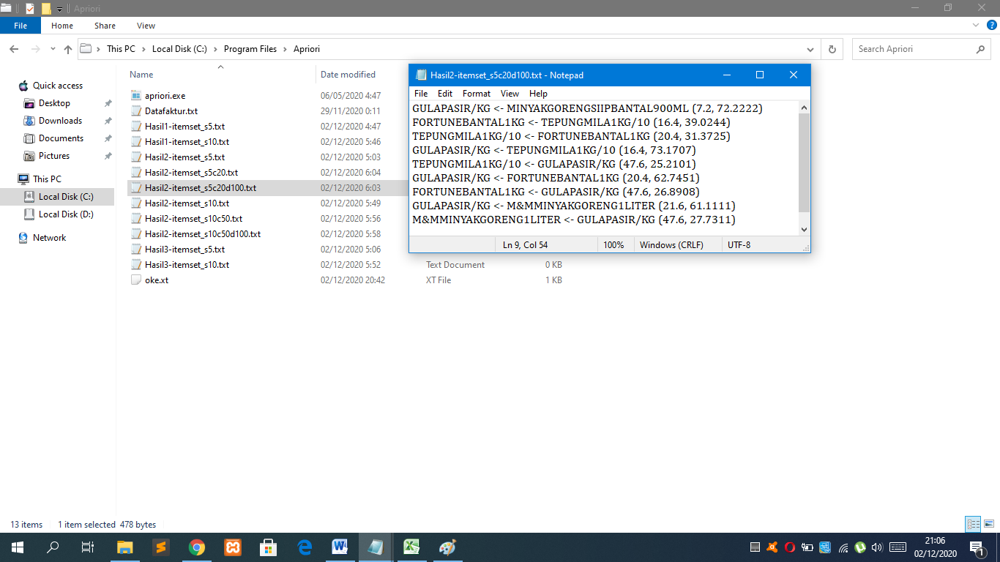 Apriori
File Home Share View
This PC Local Disk (C:) Program Files Apriori
Search Apriori
Name Date modified
Quick access
Desktop
Downloads
Documents
Pictures
This PC
Local Disk (C:)
Local Disk (D:)
Network
apriori.exe 06/05/2020 4:47
Datafaktur.txt 29/11/2020 0:11
Hasil1-itemset_s5.txt 02/12/2020 4:47
Hasil1-itemset_s10.txt 02/12/2020 5:46
Hasil2-itemset_s5.txt 02/12/2020 5:03
Hasil2-itemset_s5c20.txt 02/12/2020 6:04
Hasil2-itemset_s5c20d100.txt 02/12/2020 6:03
Hasil2-itemset_s10.txt 02/12/2020 5:49
Hasil2-itemset_s10c50.txt 02/12/2020 5:56
Hasil2-itemset_s10c50d100.txt 02/12/2020 5:58
Hasil3-itemset_s5.txt 02/12/2020 5:06
Hasil3-itemset_s10.txt 02/12/2020 5:52 Text Document 0 KB
oke.xt 02/12/2020 20:42 XT File 1 KB
Hasil2-itemset_s5c20d100.txt - Notepad
File Edit Format View Help
GULAPASIR/KG <- MINYAKGORENGSIIPBANTAL900ML (7.2, 72.2222)
FORTUNEBANTAL1KG <- TEPUNGMILA1KG/10 (16.4, 39.0244)
TEPUNGMILA1KG/10 <- FORTUNEBANTAL1KG (20.4, 31.3725)
GULAPASIR/KG <- TEPUNGMILA1KG/10 (16.4, 73.1707)
TEPUNGMILA1KG/10 <- GULAPASIR/KG (47.6, 25.2101)
GULAPASIR/KG <- FORTUNEBANTAL1KG (20.4, 62.7451)
FORTUNEBANTAL1KG <- GULAPASIR/KG (47.6, 26.8908)
GULAPASIR/KG <- M&MMINYAKGORENG1LITER (21.6, 61.1111)
M&MMINYAKGORENG1LITER <- GULAPASIR/KG (47.6, 27.7311)
Ln 9, Col 54 100% Windows (CRLF) UTF-8
13 items 1 item selected 478 bytes
21:06
02/12/2020
1